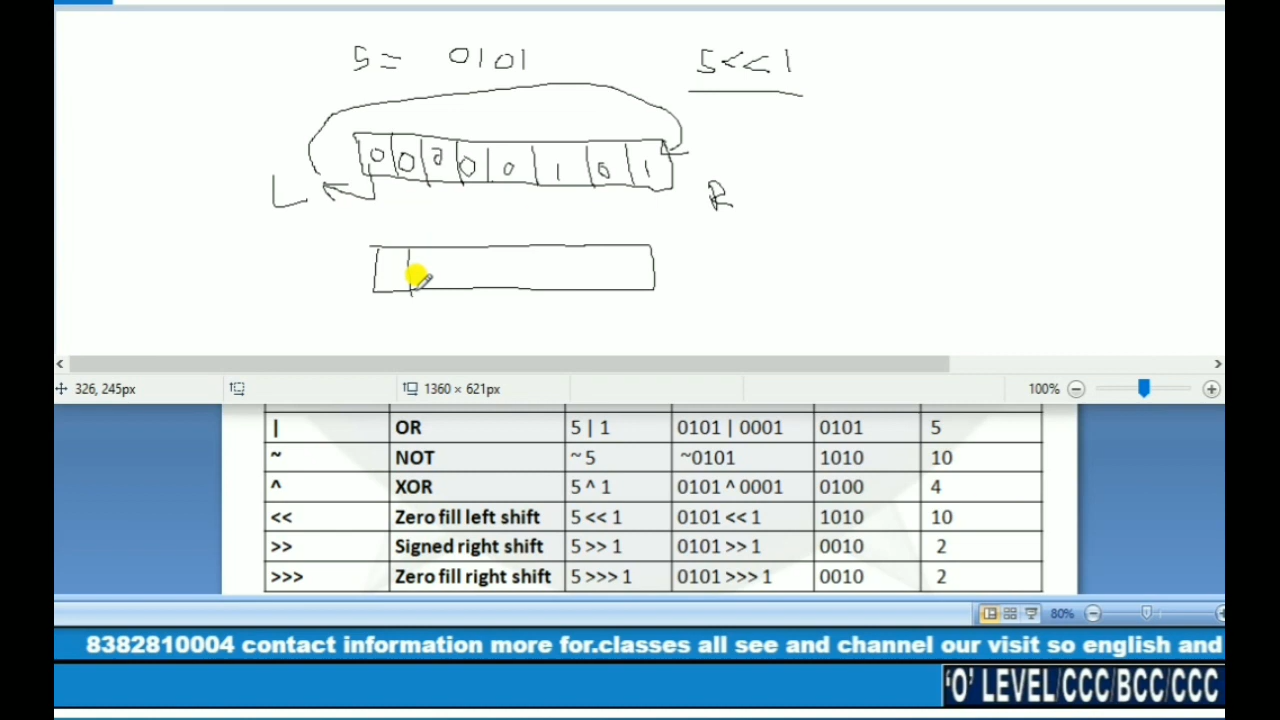 5 = 0101 5<<1
0 0 0 0 0 1 0 1
L R
326, 245px 1360 × 621px 100%
| OR 5 | 1 0101 | 0001 0101 5
~ NOT ~ 5 ~0101 1010 10
^ XOR 5 ^ 1 0101 ^ 0001 0100 4
<< Zero fill left shift 5 << 1 0101 << 1 1010 10
>> Signed right shift 5 >> 1 0101 >> 1 0010 2
>>> Zero fill right shift 5 >>> 1 0101 >>> 1 0010 2
80%
8382810004 contact information more for.classes all see and channel our visit so english and
'O' LEVEL/CCC/BCC/CCC